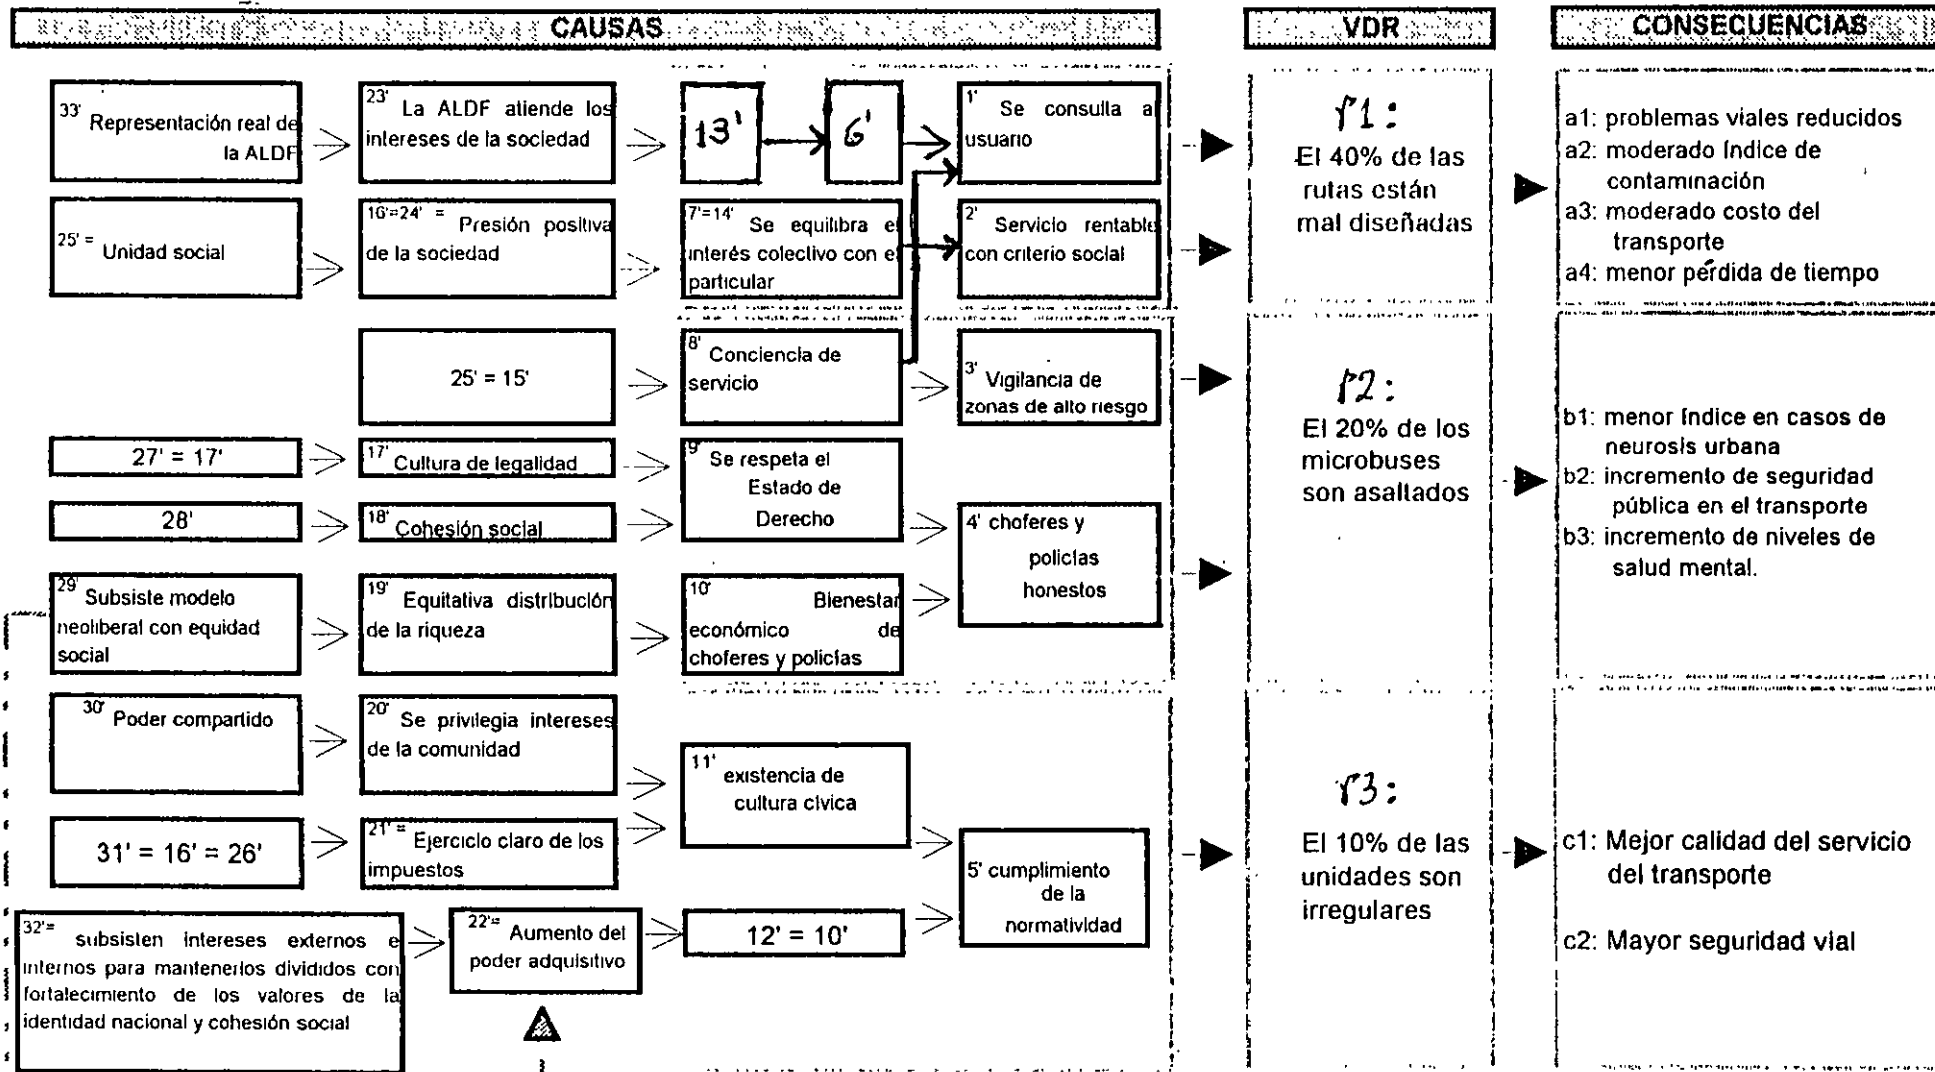 CAUSAS
VDR
CONSECUENCIAS
33' Representación real de
la ALDF
23' La ALDF atiende los
intereses de la sociedad
13'
6'
1' Se consulta al
usuario
25' = Unidad social
16'=24' = Presión positiva
de la sociedad
7'=14' Se equilibra el
interés colectivo con el
particular
2' Servicio rentable
con criterio social
r1:
El 40% de las
rutas están
mal diseñadas
a1: problemas viales reducidos
a2: moderado índice de
contaminación
a3: moderado costo del
transporte
a4: menor pérdida de tiempo
25' = 15'
8' Conciencia de
servicio
3' Vigilancia de
zonas de alto riesgo
27' = 17'
17' Cultura de legalidad
9' Se respeta el
Estado de
Derecho
28'
18' Cohesión social
4' choferes y
policías
honestos
29' Subsiste modelo
neoliberal con equidad
social
19' Equitativa distribución
de la riqueza
10' Bienestar
económico de
choferes y policías
r2:
El 20% de los
microbuses
son asaltados
b1: menor índice en casos de
neurosis urbana
b2: incremento de seguridad
pública en el transporte
b3: incremento de niveles de
salud mental.
30' Poder compartido
20' Se privilegia intereses
de la comunidad
11' existencia de
cultura cívica
31' = 16' = 26'
21' = Ejercicio claro de los
impuestos
5' cumplimiento
de la
normatividad
32'= subsisten intereses externos e
internos para mantenerlos divididos con
fortalecimiento de los valores de la
identidad nacional y cohesión social
22'= Aumento del
poder adquisitivo
12' = 10'
r3:
El 10% de las
unidades son
irregulares
c1: Mejor calidad del servicio
del transporte
c2: Mayor seguridad vial